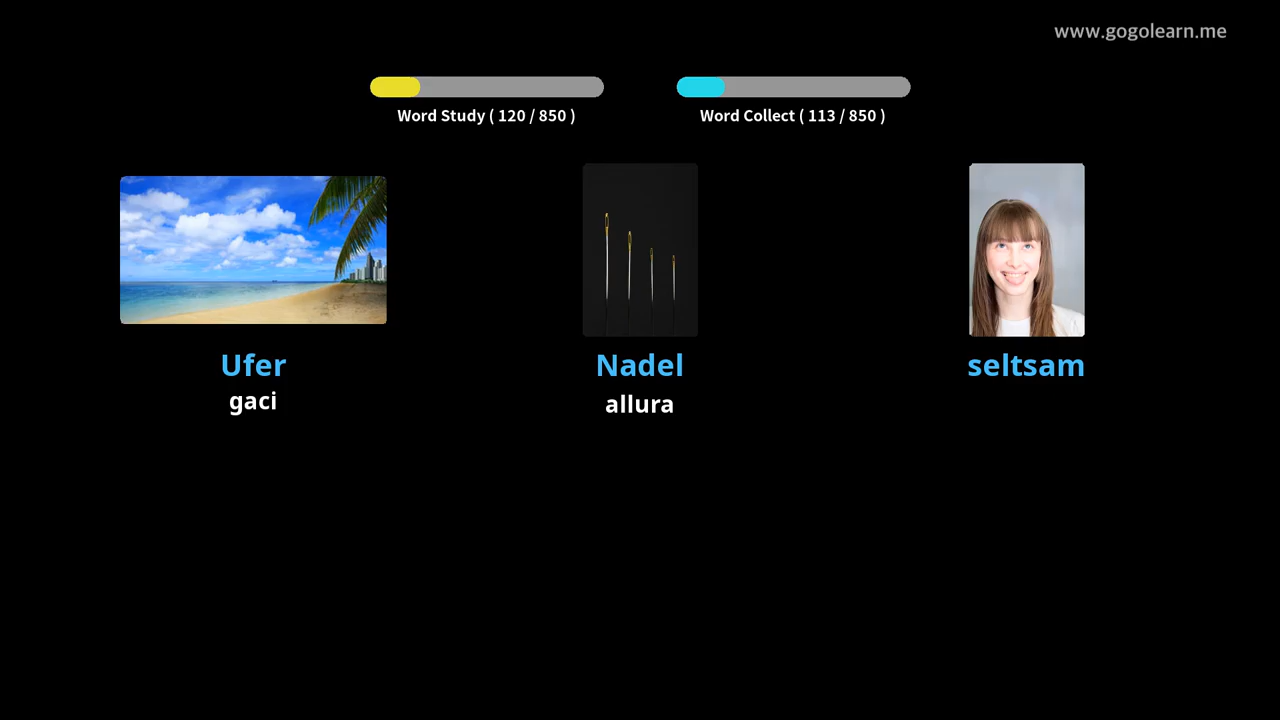 www.gogolearn.me
Word Study ( 120 / 850 )
Word Collect ( 113 / 850 )
Ufer
gaci
Nadel
allura
seltsam